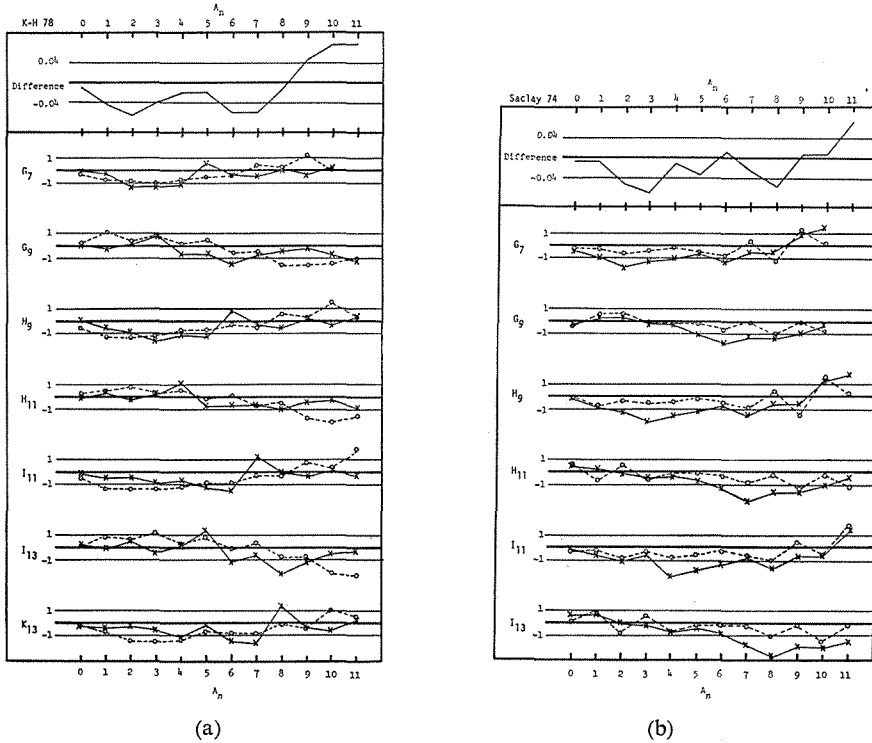 A_n
K-H 78 0 1 2 3 4 5 6 7 8 9 10 11
0.04
Difference
-0.04
G_7 1 -1
G_9 1 -1
H_9 1 -1
H_11 1 -1
I_11 1 -1
I_13 1 -1
K_13 1 -1
0 1 2 3 4 5 6 7 8 9 10 11
A_n
(a)
A_n
Saclay 74 0 1 2 3 4 5 6 7 8 9 10 11
0.04
Difference
-0.04
G_7 1 -1
G_9 1 -1
H_9 1 -1
H_11 1 -1
I_11 1 -1
I_13 1 -1
0 1 2 3 4 5 6 7 8 9 10 11
A_n
(b)